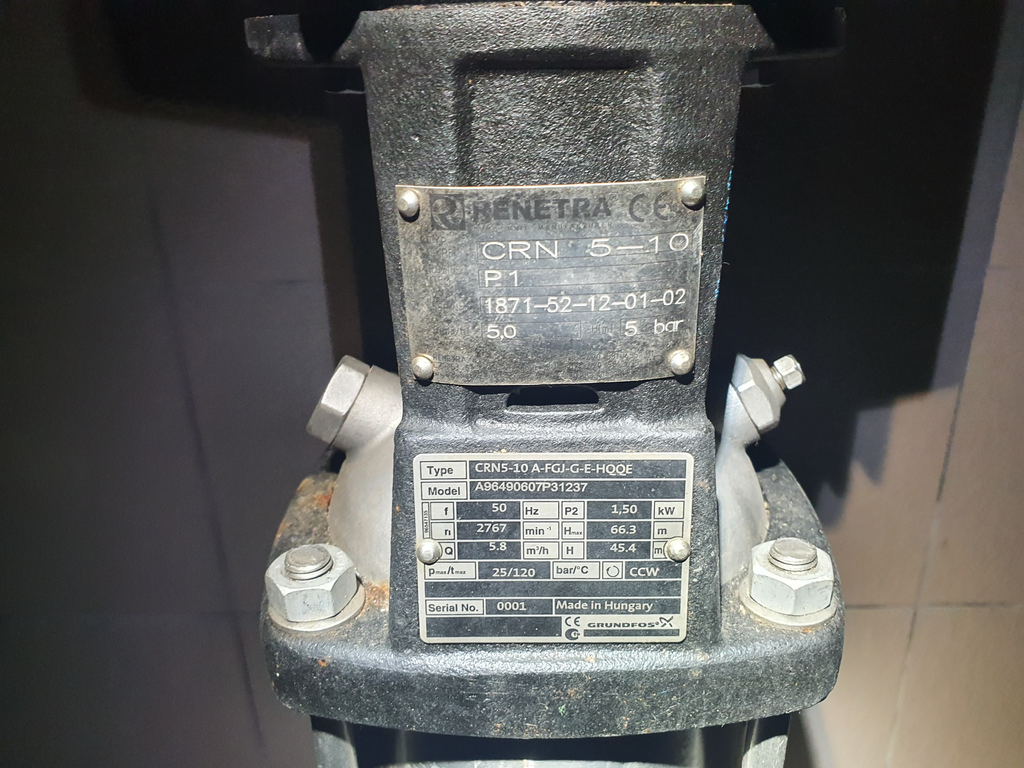 RENETRA CE
CRN 5-10
P1
1871-52-12-01-02
5,0 5 bar
RENETRA
Type CRN5-10 A-FGJ-G-E-HQQE
Model A96490607P31237
f 50 Hz P2 1,50 kW
n 2767 min⁻¹ Hmax 66.3 m
Q 5.8 m³/h H 45.4 m
pmax/tmax 25/120 bar/°C CCW
Serial No. 0001 Made in Hungary
CE GRUNDFOS